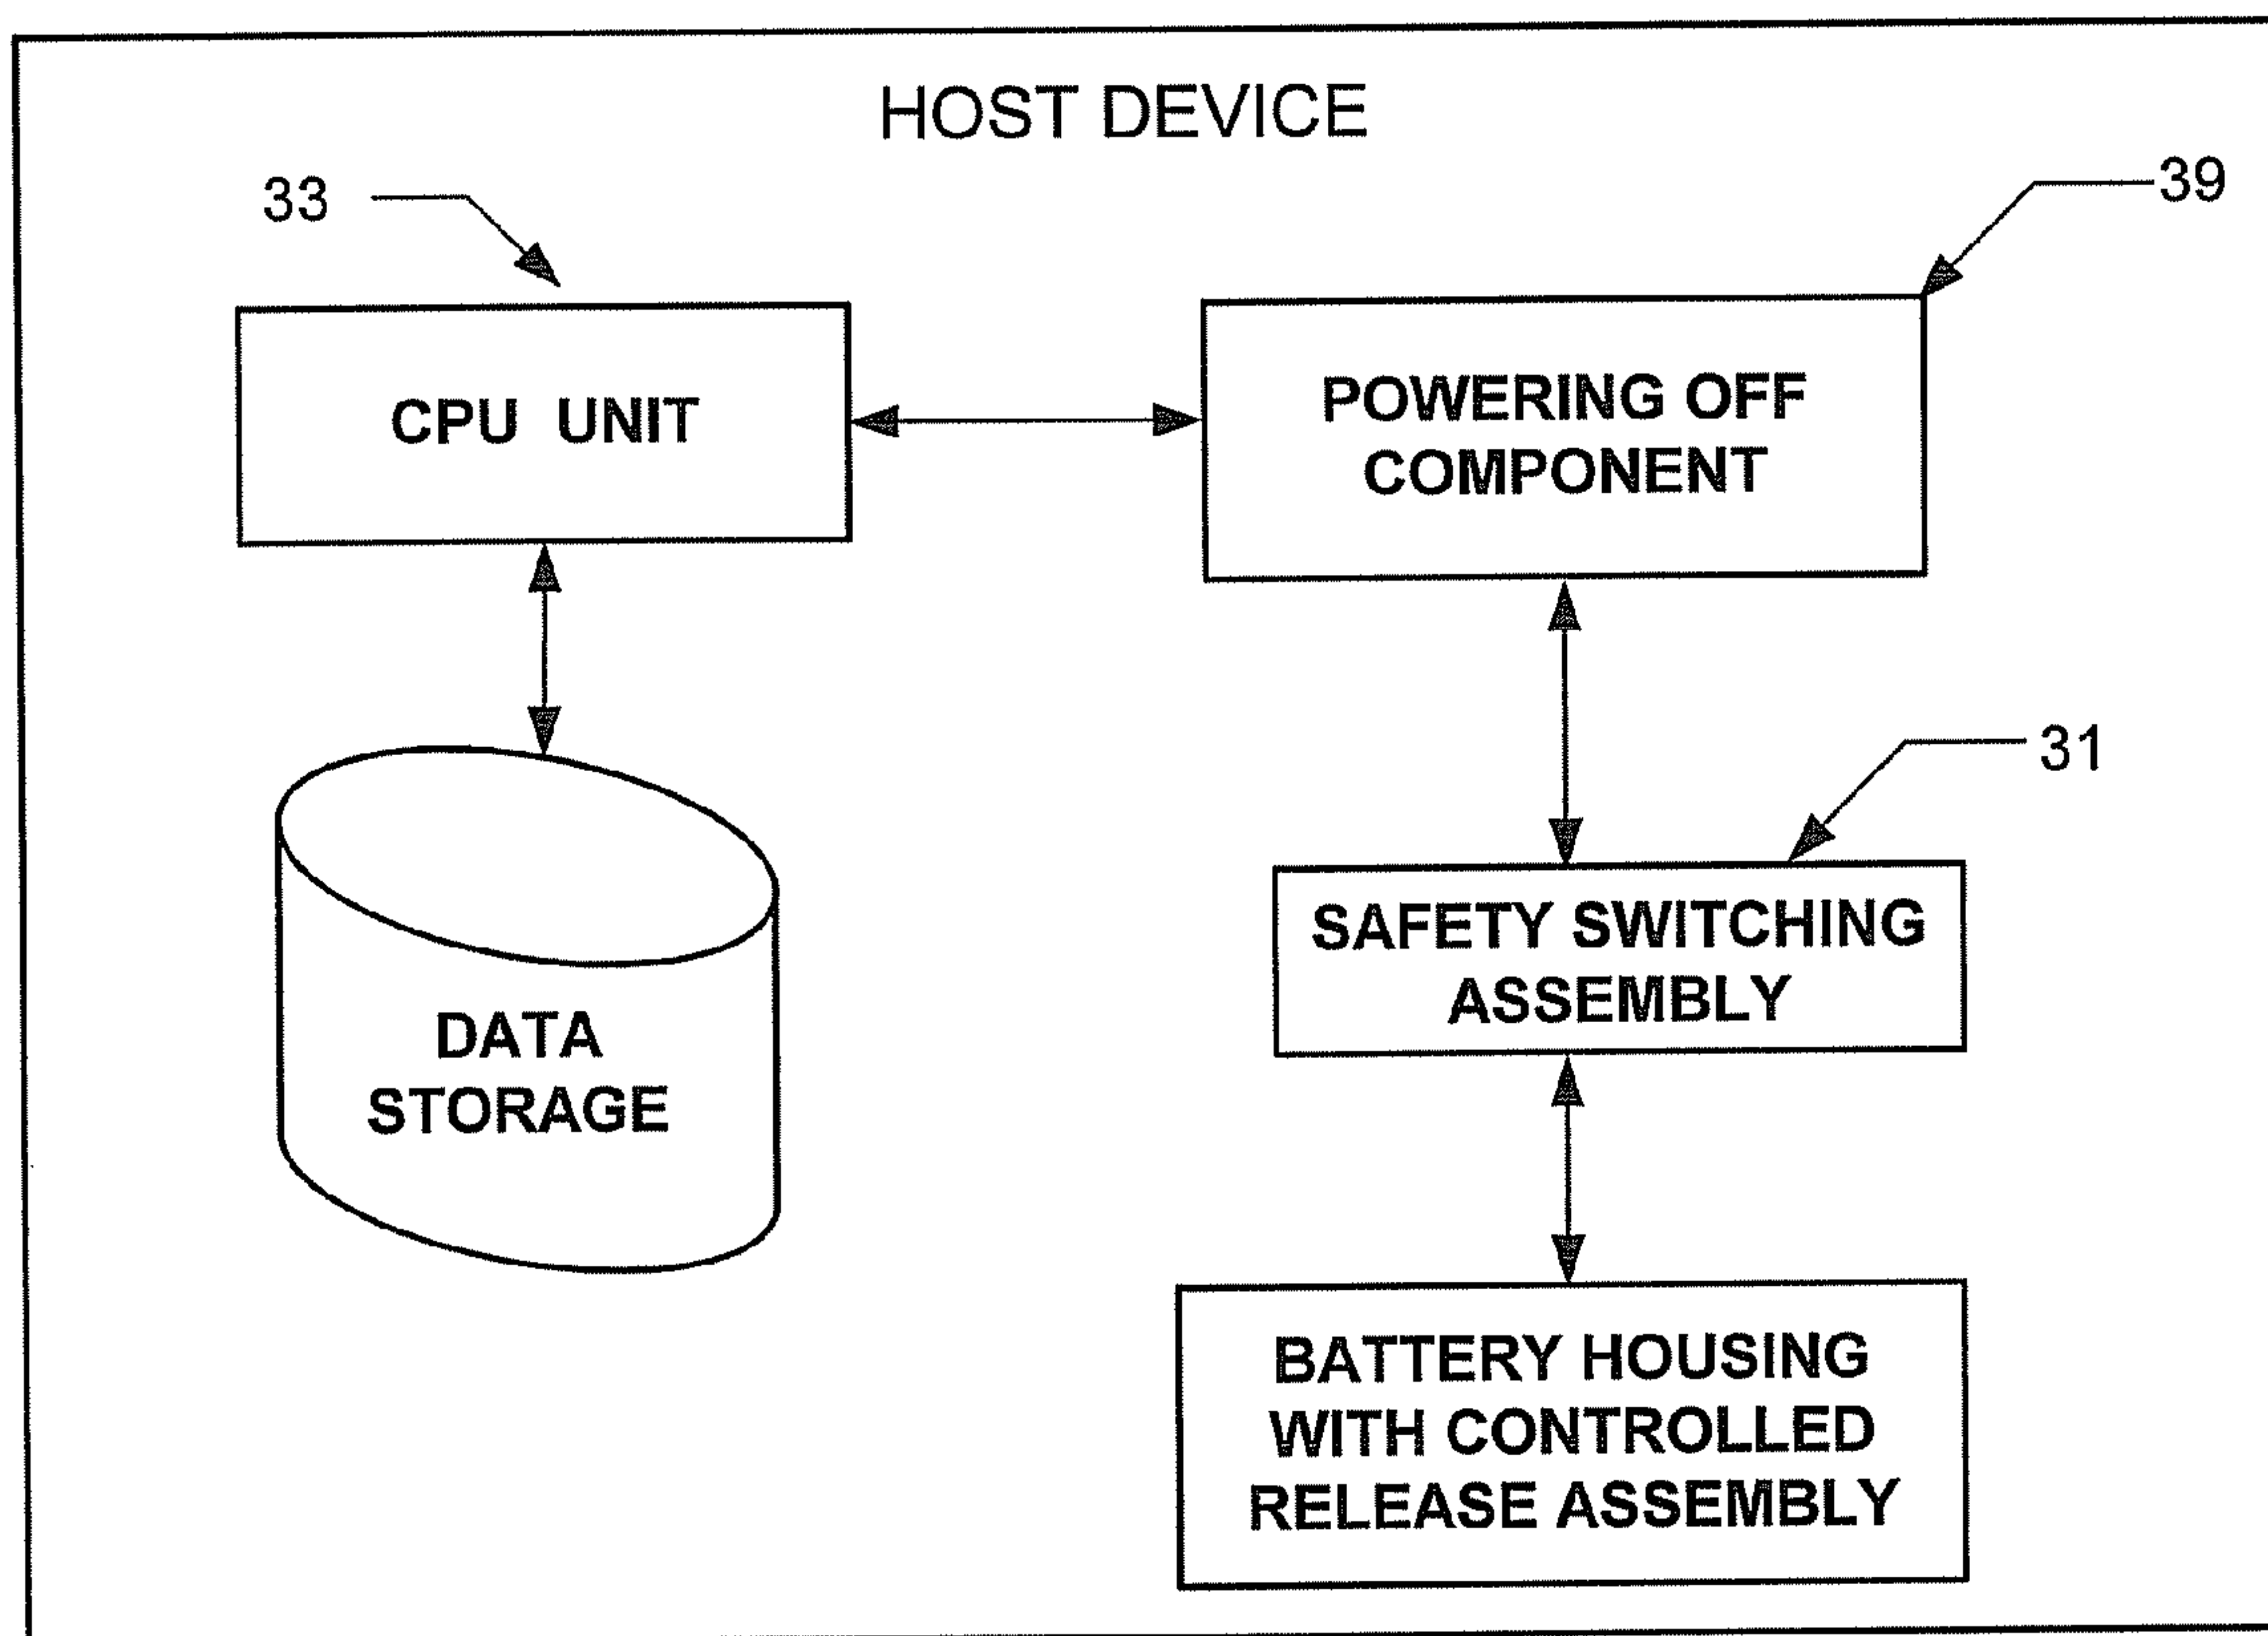 HOST DEVICE
33
39
CPU UNIT
POWERING OFF
COMPONENT
31
SAFETY SWITCHING
ASSEMBLY
DATA
STORAGE
BATTERY HOUSING
WITH CONTROLLED
RELEASE ASSEMBLY